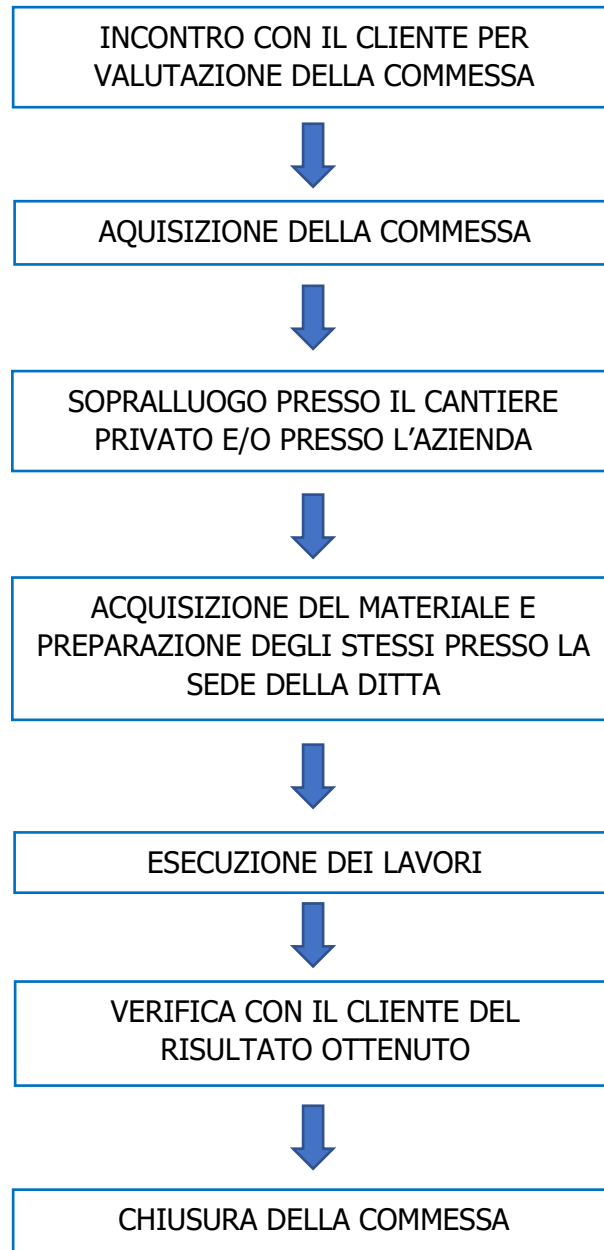 INCONTRO CON IL CLIENTE PER
VALUTAZIONE DELLA COMMESSA
AQUISIZIONE DELLA COMMESSA
SOPRALLUOGO PRESSO IL CANTIERE
PRIVATO E/O PRESSO L’AZIENDA
ACQUISIZIONE DEL MATERIALE E
PREPARAZIONE DEGLI STESSI PRESSO LA
SEDE DELLA DITTA
ESECUZIONE DEI LAVORI
VERIFICA CON IL CLIENTE DEL
RISULTATO OTTENUTO
CHIUSURA DELLA COMMESSA